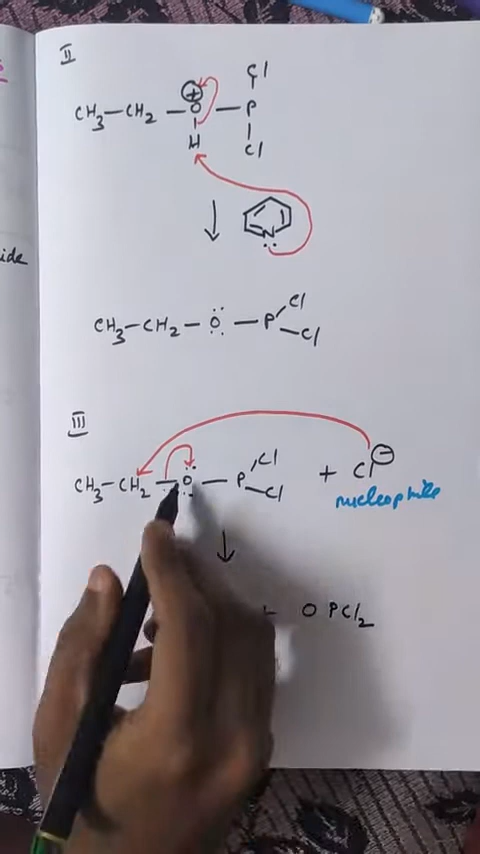 II
CH₃—CH₂—O⊕—P
Cl
Cl
H
N
ide
CH₃—CH₂—O—P
Cl
Cl
III
CH₃—CH₂—O—P
Cl
Cl
+ Cl⊖
nucleophile
+ OPCl₂